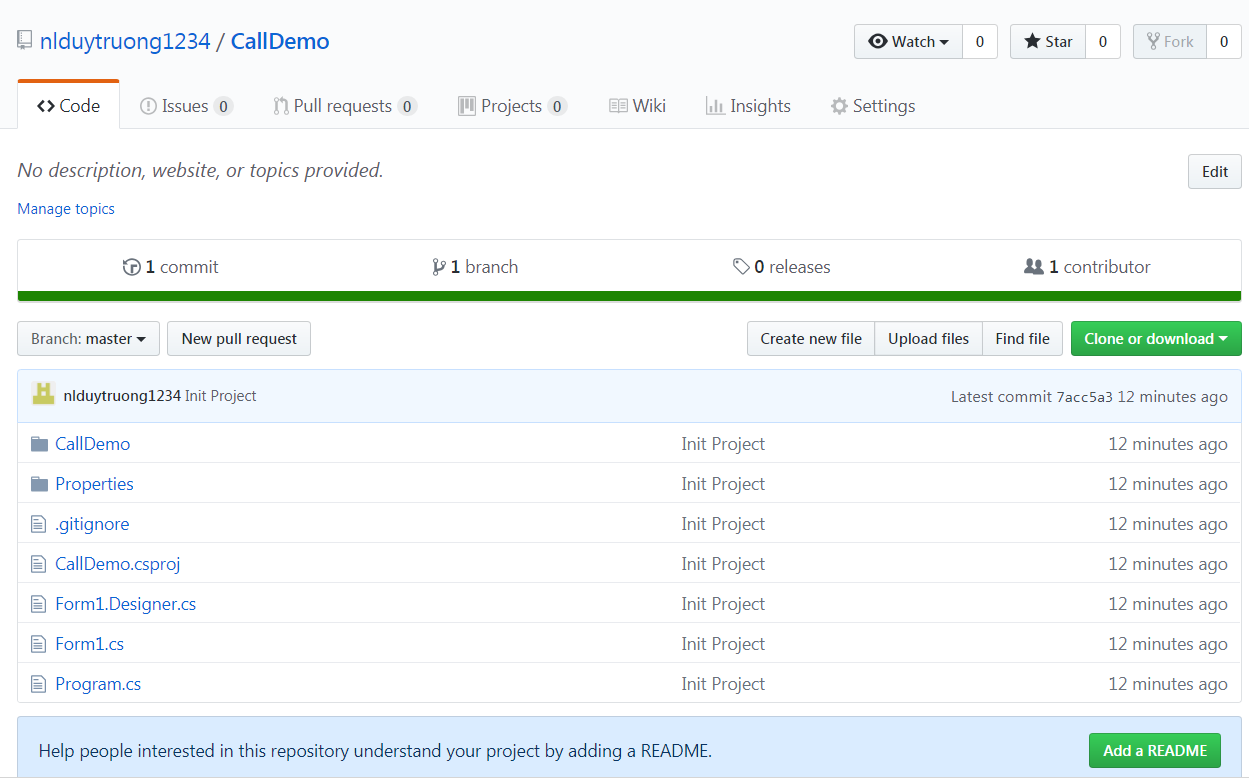 nlduytruong1234 / CallDemo
Watch 0 Star 0 Fork 0
Code Issues 0 Pull requests 0 Projects 0 Wiki Insights Settings
No description, website, or topics provided.
Edit
Manage topics
1 commit 1 branch 0 releases 1 contributor
Branch: master New pull request Create new file Upload files Find file Clone or download
nlduytruong1234 Init Project Latest commit 7acc5a3 12 minutes ago
CallDemo Init Project 12 minutes ago
Properties Init Project 12 minutes ago
.gitignore Init Project 12 minutes ago
CallDemo.csproj Init Project 12 minutes ago
Form1.Designer.cs Init Project 12 minutes ago
Form1.cs Init Project 12 minutes ago
Program.cs Init Project 12 minutes ago
Help people interested in this repository understand your project by adding a README. Add a README